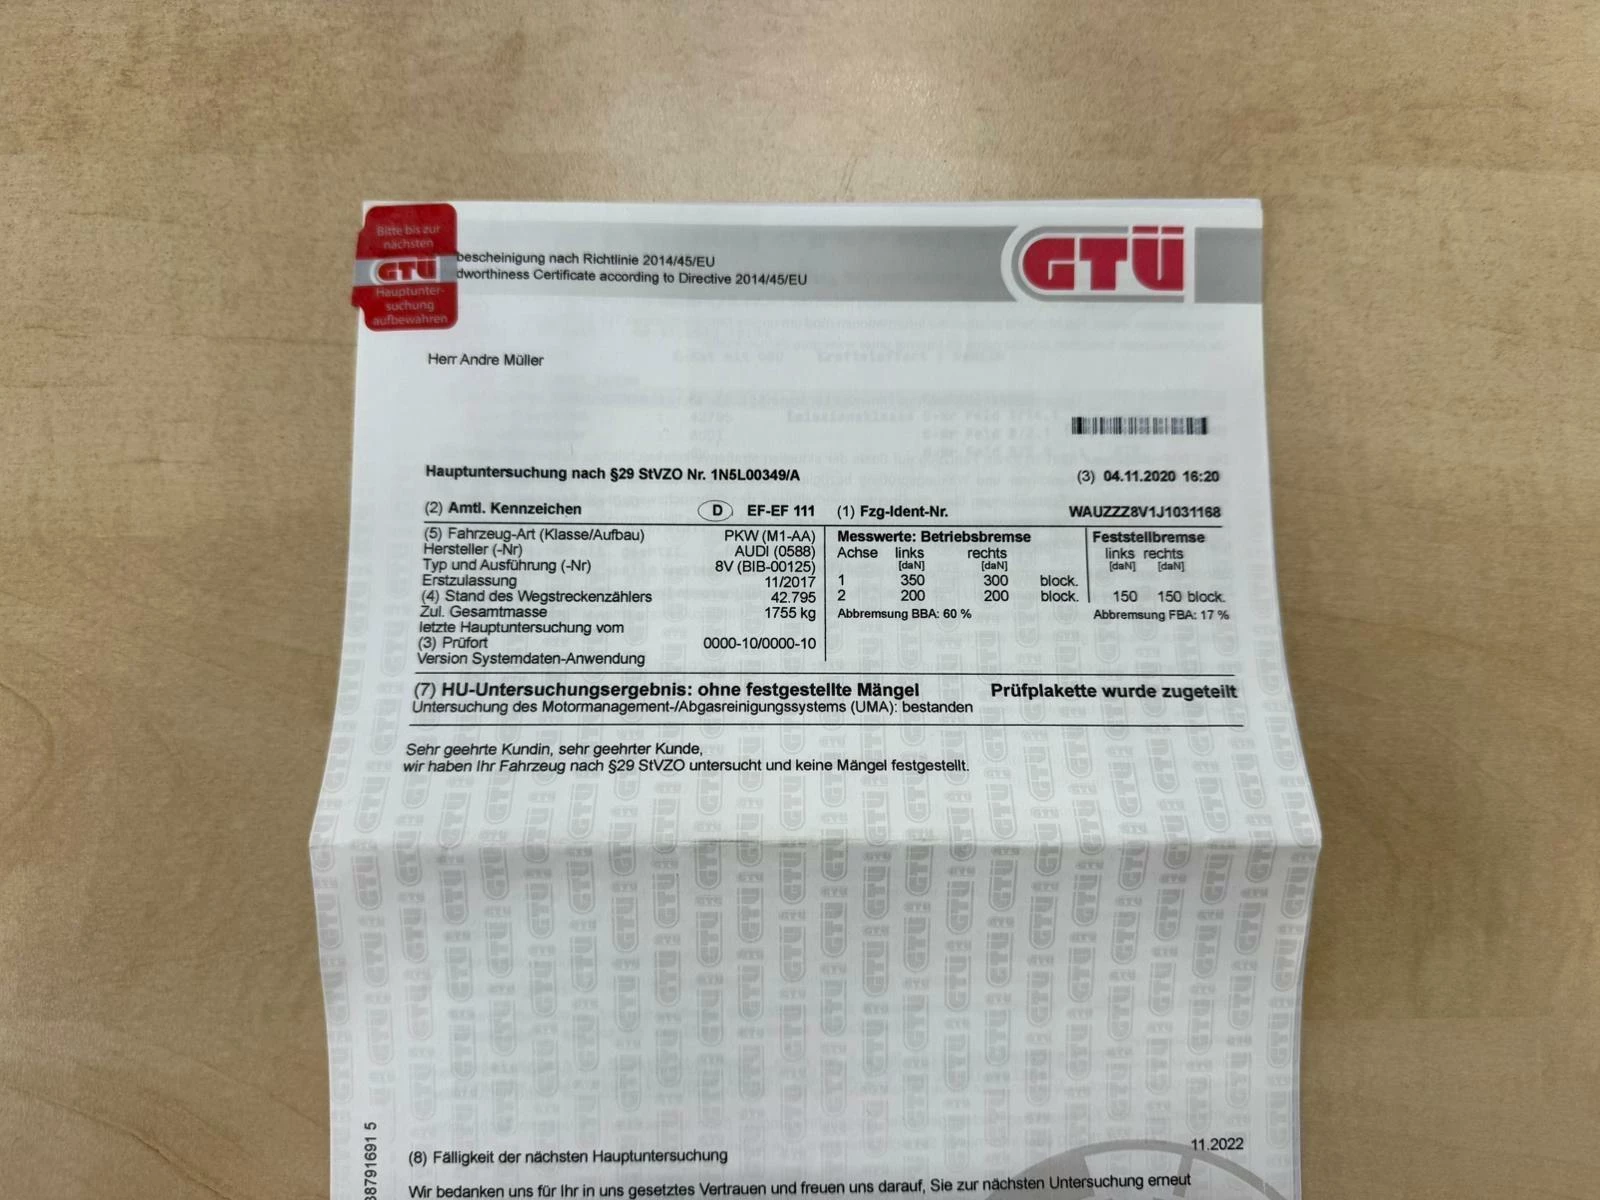 Bitte bis zur
nächsten
GTÜ
Hauptunter-
suchung
aufbewahren
bescheinigung nach Richtlinie 2014/45/EU
dworthiness Certificate according to Directive 2014/45/EU
GTÜ
Herr Andre Müller
Hauptuntersuchung nach §29 StVZO Nr. 1N5L00349/A (3) 04.11.2020 16:20
(2) Amtl. Kennzeichen D EF-EF 111 (1) Fzg-Ident-Nr. WAUZZZ8V1J1031168
(5) Fahrzeug-Art (Klasse/Aufbau) PKW (M1-AA)
Hersteller (-Nr) AUDI (0588)
Typ und Ausführung (-Nr) 8V (BIB-00125)
Erstzulassung 11/2017
(4) Stand des Wegstreckenzählers 42.795
Zul. Gesamtmasse 1755 kg
letzte Hauptuntersuchung vom
(3) Prüfort 0000-10/0000-10
Version Systemdaten-Anwendung
Messwerte: Betriebsbremse
Achse links rechts
[daN] [daN]
1 350 300 block.
2 200 200 block.
Abbremsung BBA: 60 %
Feststellbremse
links rechts
[daN] [daN]
150 150 block.
Abbremsung FBA: 17 %
(7) HU-Untersuchungsergebnis: ohne festgestellte Mängel Prüfplakette wurde zugeteilt
Untersuchung des Motormanagement-/Abgasreinigungssystems (UMA): bestanden
Sehr geehrte Kundin, sehr geehrter Kunde,
wir haben Ihr Fahrzeug nach §29 StVZO untersucht und keine Mängel festgestellt.
(8) Fälligkeit der nächsten Hauptuntersuchung 11.2022
Wir bedanken uns für Ihr in uns gesetztes Vertrauen und freuen uns darauf, Sie zur nächsten Untersuchung erneut
38791691 5